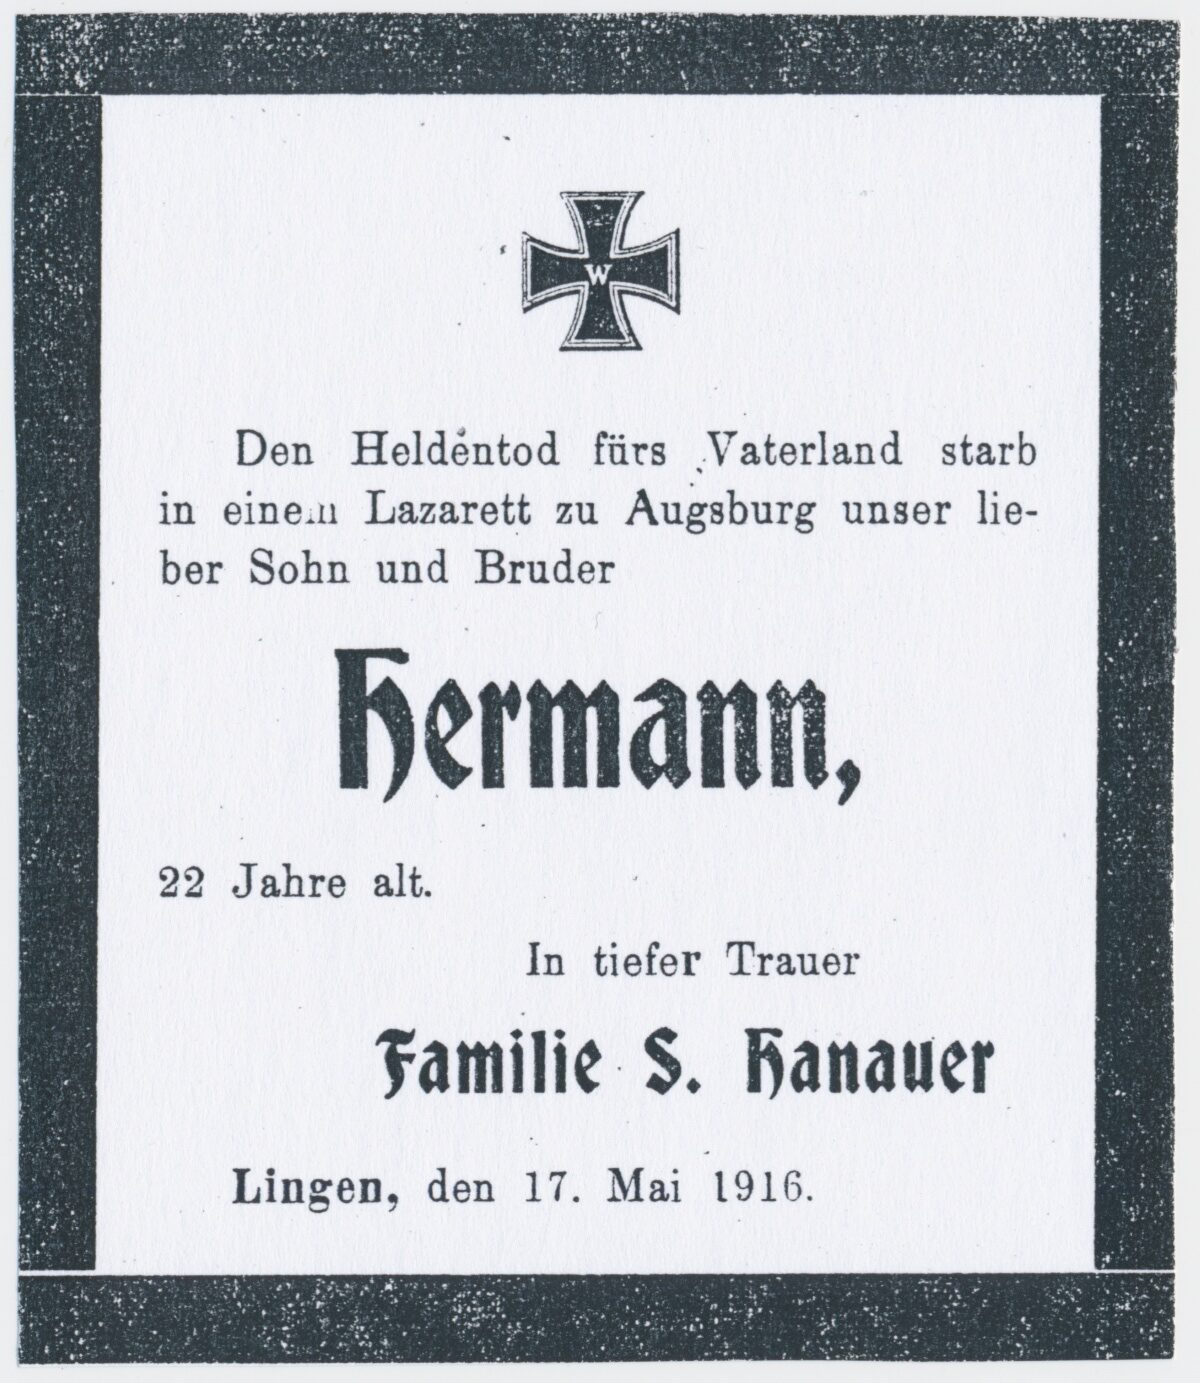 W
Den Heldentod fürs Vaterland starb
in einem Lazarett zu Augsburg unser lie-
ber Sohn und Bruder
Hermann,
22 Jahre alt.
In tiefer Trauer
Familie S. Hanauer
Lingen, den 17. Mai 1916.